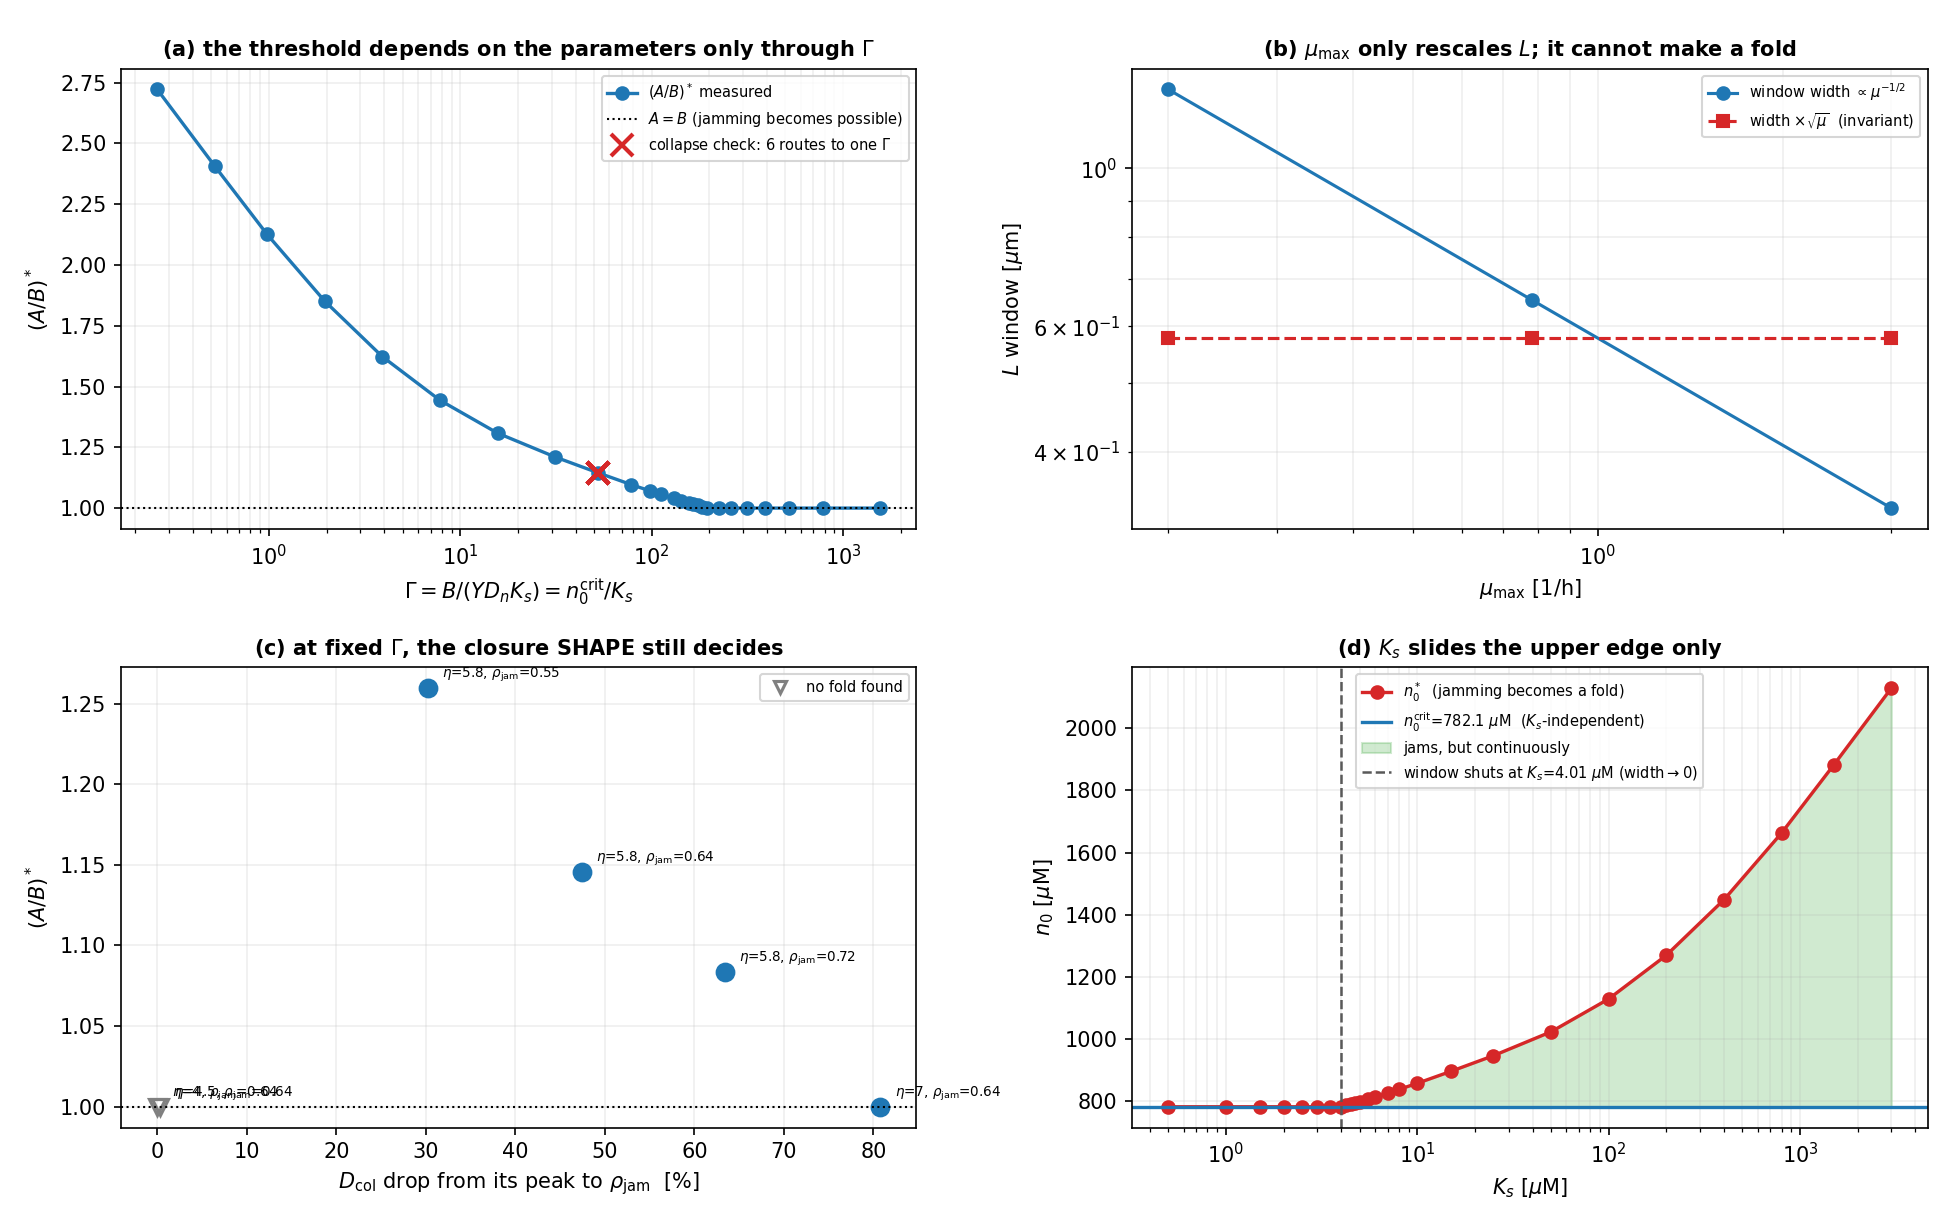 (a) the threshold depends on the parameters only through Γ
2.75
2.50
2.25
2.00
1.75
1.50
1.25
1.00
(A/B)*
(A/B)* measured
A = B (jamming becomes possible)
collapse check: 6 routes to one Γ
10⁰
10¹
10²
10³
Γ = B/(YDₙKₛ) = n₀^crit/Kₛ
(b) μ_max only rescales L; it cannot make a fold
10⁰
6 × 10⁻¹
4 × 10⁻¹
L window [μm]
window width ∝ μ^(-1/2)
width ×√μ (invariant)
10⁰
μ_max [1/h]
(c) at fixed Γ, the closure SHAPE still decides
1.25
1.20
1.15
1.10
1.05
1.00
(A/B)*
no fold found
η=5.8, ρ_jam=0.55
η=5.8, ρ_jam=0.64
η=5.8, ρ_jam=0.72
η=7, ρ_jam=0.64
0
10
20
30
40
50
60
70
80
D_col drop from its peak to ρ_jam [%]
(d) Kₛ slides the upper edge only
2000
1800
1600
1400
1200
1000
800
n₀ [μM]
n₀* (jamming becomes a fold)
n₀^crit=782.1 μM (Kₛ-independent)
jams, but continuously
window shuts at Kₛ=4.01 μM (width → 0)
10⁰
10¹
10²
10³
Kₛ [μM]